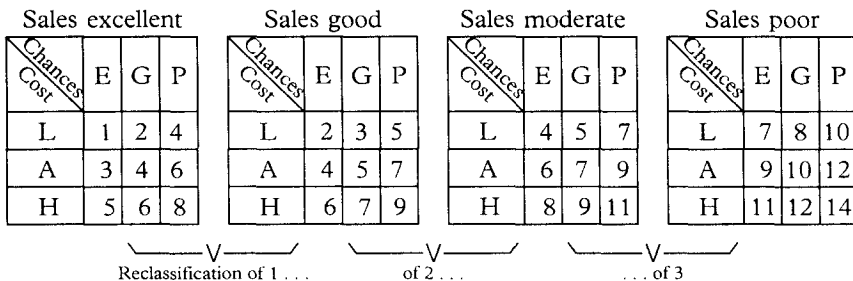 Sales excellent Sales good Sales moderate Sales poor
Chances Cost E G P Chances Cost E G P Chances Cost E G P Chances Cost E G P
L 1 2 4 L 2 3 5 L 4 5 7 L 7 8 10
A 3 4 6 A 4 5 7 A 6 7 9 A 9 10 12
H 5 6 8 H 6 7 9 H 8 9 11 H 11 12 14
Reclassification of 1 . . . of 2 . . . . . . of 3